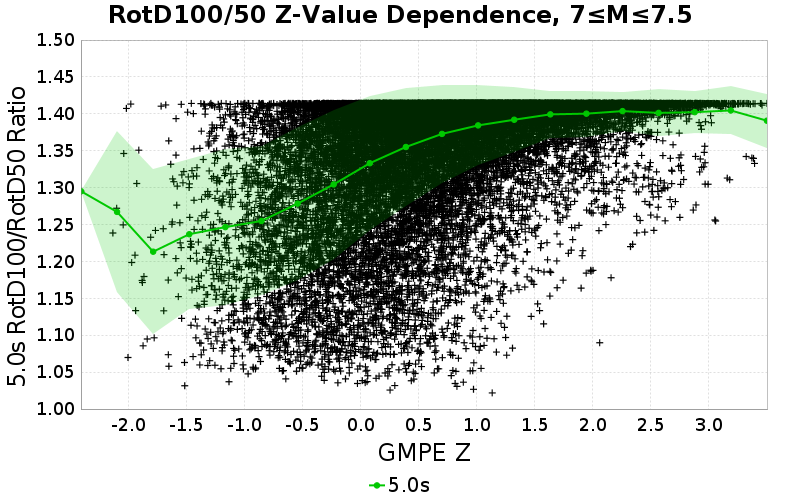 RotD100/50 Z-Value Dependence, 7≤M≤7.5
1.50
1.45
1.40
1.35
1.30
1.25
1.20
1.15
1.10
1.05
1.00
5.0s RotD100/RotD50 Ratio
-2.0 -1.5 -1.0 -0.5 0.0 0.5 1.0 1.5 2.0 2.5 3.0
GMPE Z
5.0s